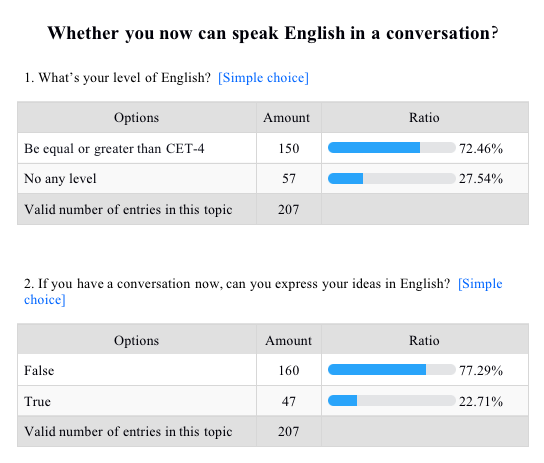 Whether you now can speak English in a conversation?
1. What's your level of English? [Simple choice]
Options Amount Ratio
Be equal or greater than CET-4 150 72.46%
No any level 57 27.54%
Valid number of entries in this topic 207
2. If you have a conversation now, can you express your ideas in English? [Simple
choice]
Options Amount Ratio
False 160 77.29%
True 47 22.71%
Valid number of entries in this topic 207